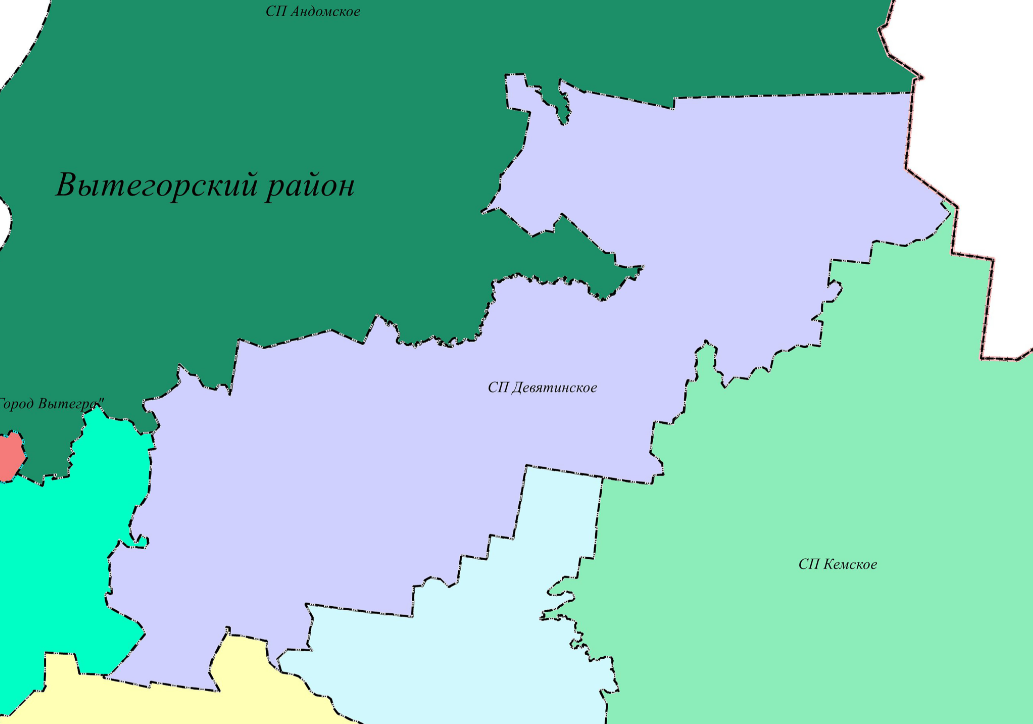 СП Андомское
Вытегорский район
СП Девятинское
Город Вытегра"
СП Кемское